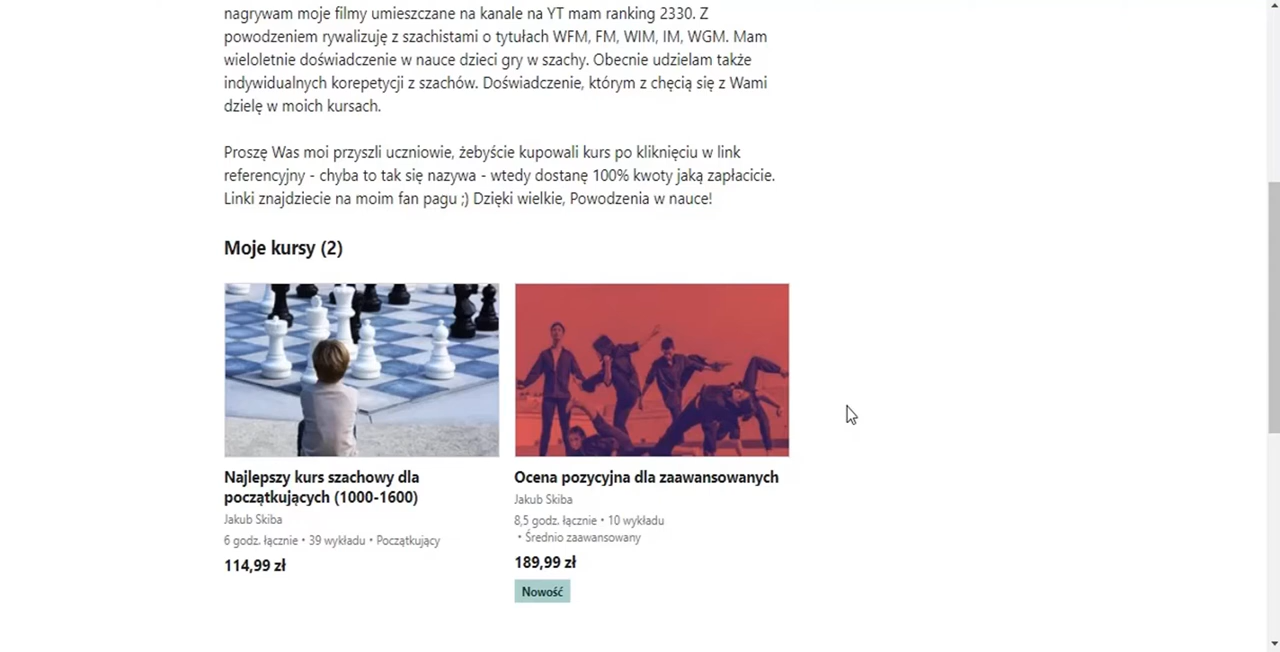 nagrywam moje filmy umieszczane na kanale na YT mam ranking 2330. Z
powodzeniem rywalizuję z szachistami o tytułach WFM, FM, WIM, IM, WGM. Mam
wieloletnie doświadczenie w nauce dzieci gry w szachy. Obecnie udzielam także
indywidualnych korepetycji z szachów. Doświadczenie, którym z chęcią się z Wami
dzielę w moich kursach.
Proszę Was moi przyszli uczniowie, żebyście kupowali kurs po kliknięciu w link
referencyjny - chyba to tak się nazywa - wtedy dostanę 100% kwoty jaką zapłacicie.
Linki znajdziecie na moim fan pagu ;) Dzięki wielkie, Powodzenia w nauce!
Moje kursy (2)
Najlepszy kurs szachowy dla
początkujących (1000-1600)
Jakub Skiba
6 godz. łącznie • 39 wykładu • Początkujący
114,99 zł
Ocena pozycyjna dla zaawansowanych
Jakub Skiba
8,5 godz. łącznie • 10 wykładu
• Średnio zaawansowany
189,99 zł
Nowość